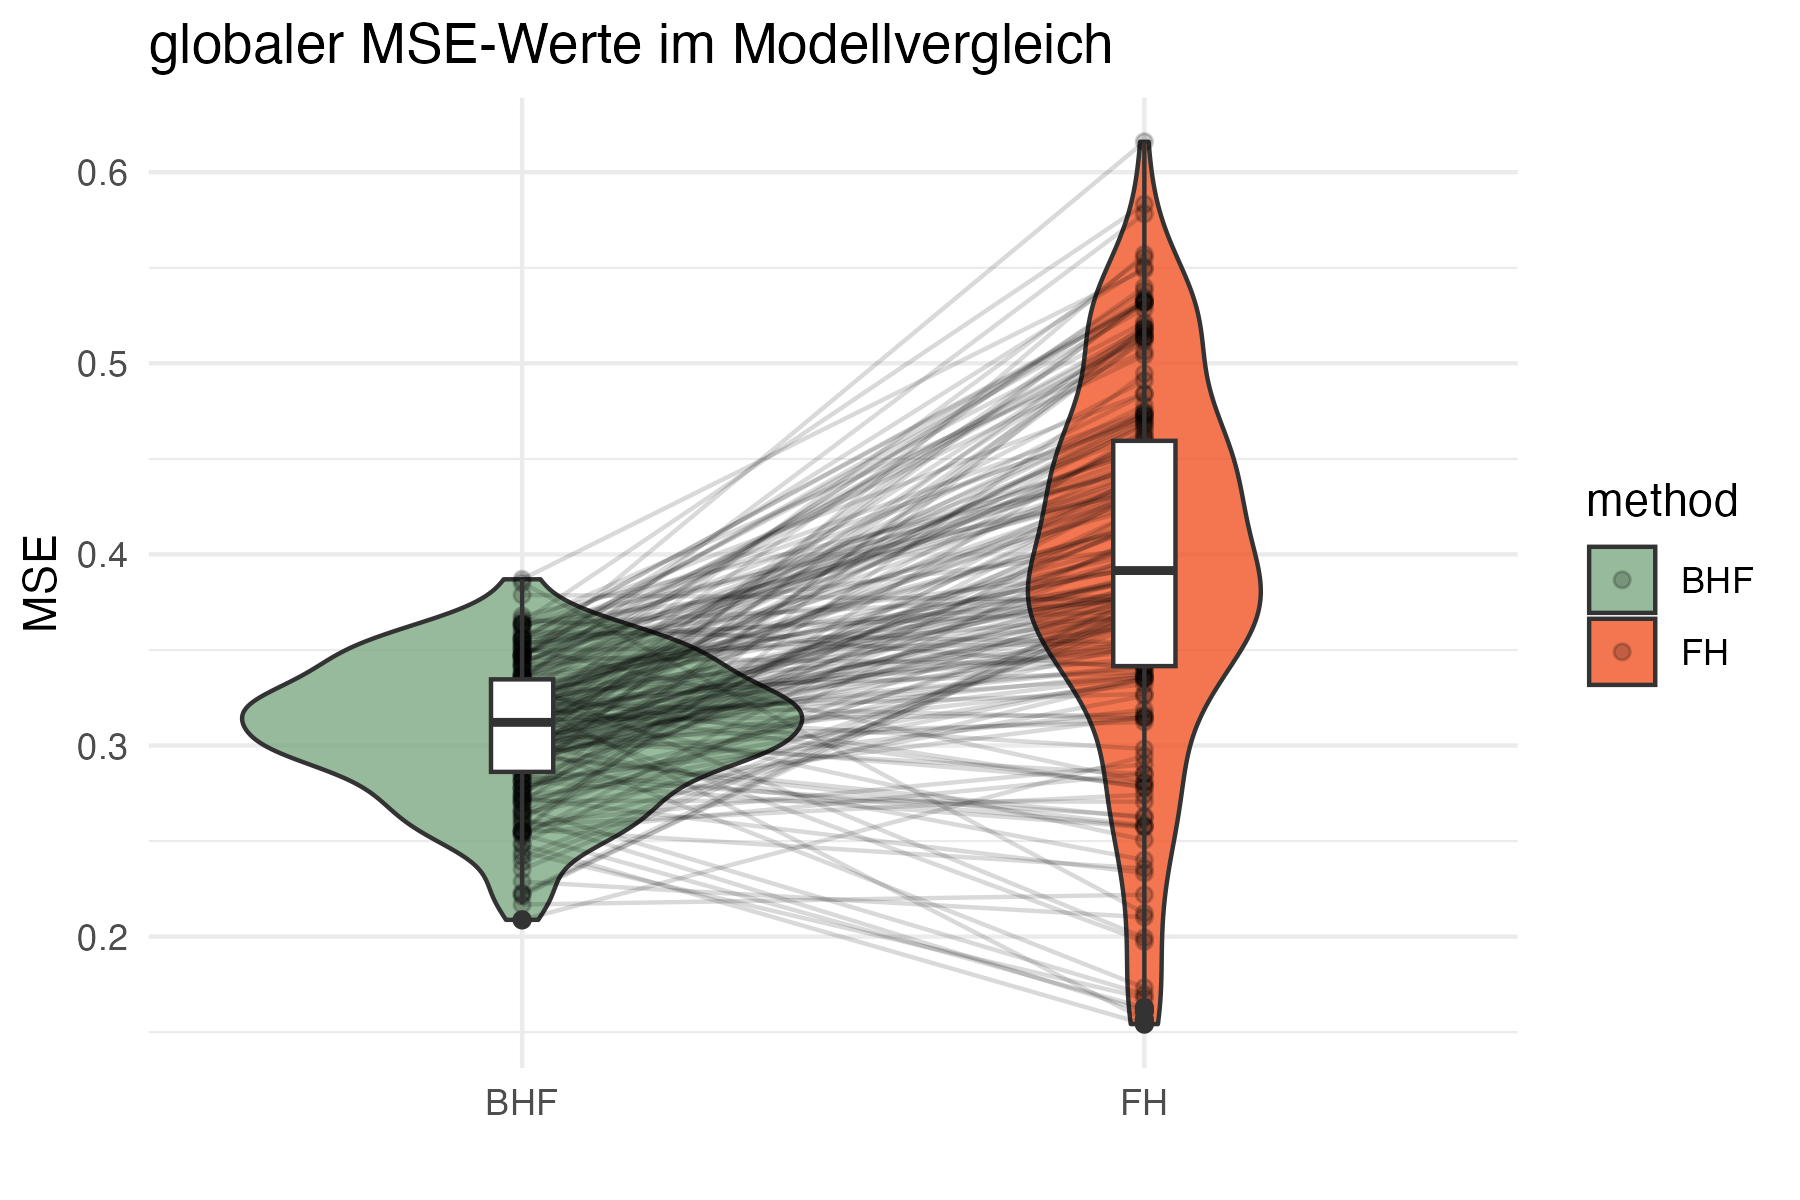 globaler MSE-Werte im Modellvergleich
MSE
0.6
0.5
0.4
0.3
0.2
BHF
FH
method
BHF
FH